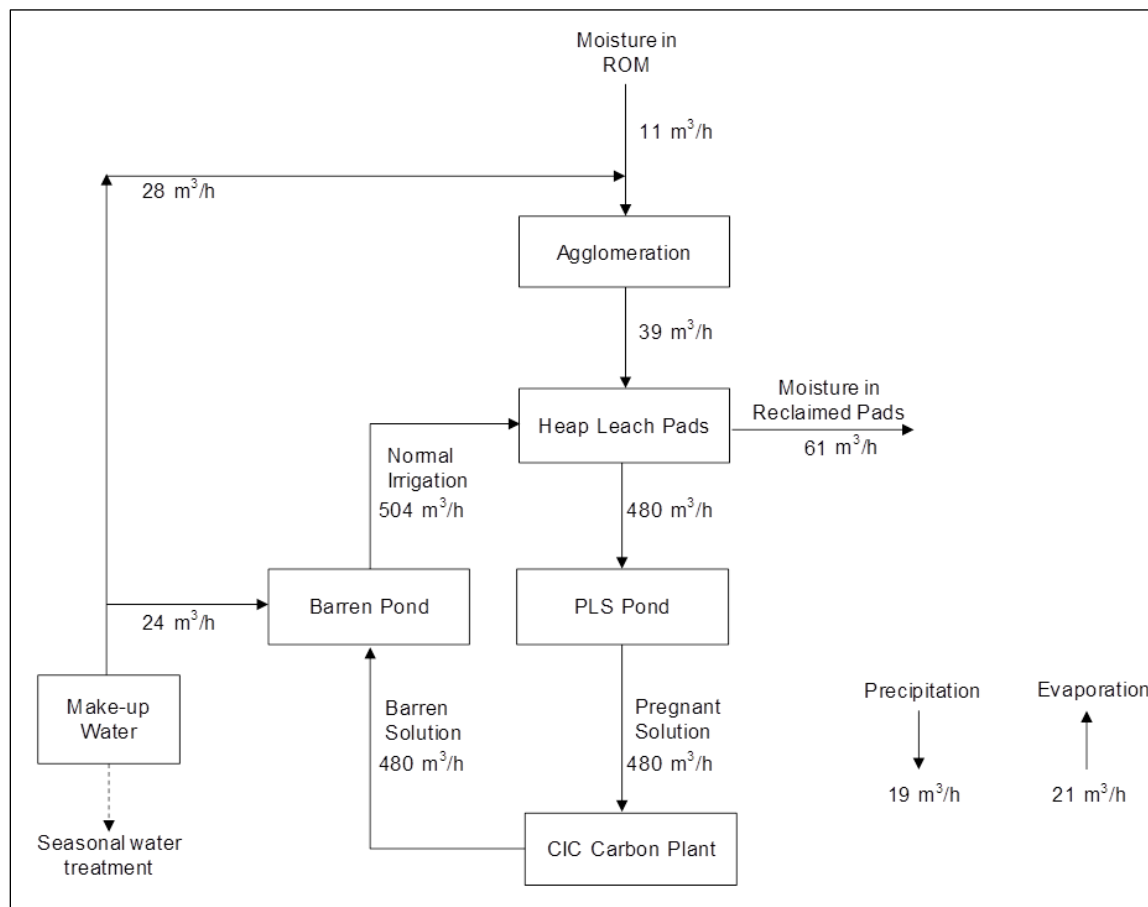 Moisture in
ROM
11 m³/h
28 m³/h
Agglomeration
39 m³/h
Moisture in
Reclaimed Pads
Heap Leach Pads
61 m³/h
Normal
Irrigation
504 m³/h
480 m³/h
Barren Pond
PLS Pond
24 m³/h
Make-up
Water
Barren
Solution
480 m³/h
Pregnant
Solution
480 m³/h
Precipitation
19 m³/h
Evaporation
21 m³/h
Seasonal water
treatment
CIC Carbon Plant